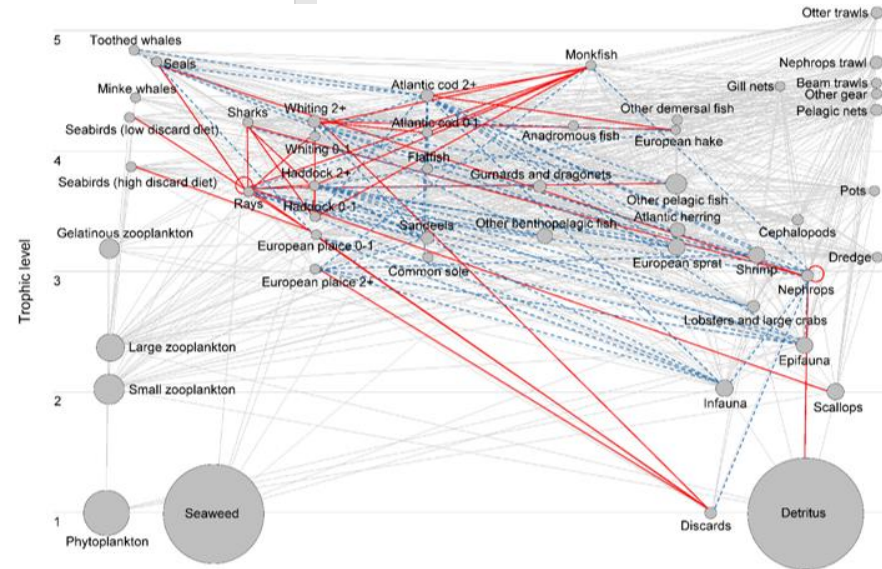 Otter trawls
5
Toothed whales
Seals
Monkfish
Nephrops trawl
Minke whales
Atlantic cod 2+
Gill nets
Beam trawls
Other gear
Pelagic nets
Seabirds (low discard diet)
Sharks
Whiting 2+
Atlantic cod 0-1
Other demersal fish
Anadromous fish
European hake
Whiting 0-1
4
Flatfish
Seabirds (high discard diet)
Haddock 2+
Gurnards and dragonets
Pots
Rays
Haddock 0-1
Other pelagic fish
Atlantic herring
Cephalopods
Gelatinous zooplankton
Sandeels
Other benthopelagic fish
European plaice 0-1
European sprat
Shrimp
Dredge
3
Common sole
Nephrops
European plaice 2+
Trophic level
Lobsters and large crabs
Large zooplankton
Epifauna
Small zooplankton
2
Infauna
Scallops
1
Phytoplankton
Seaweed
Discards
Detritus